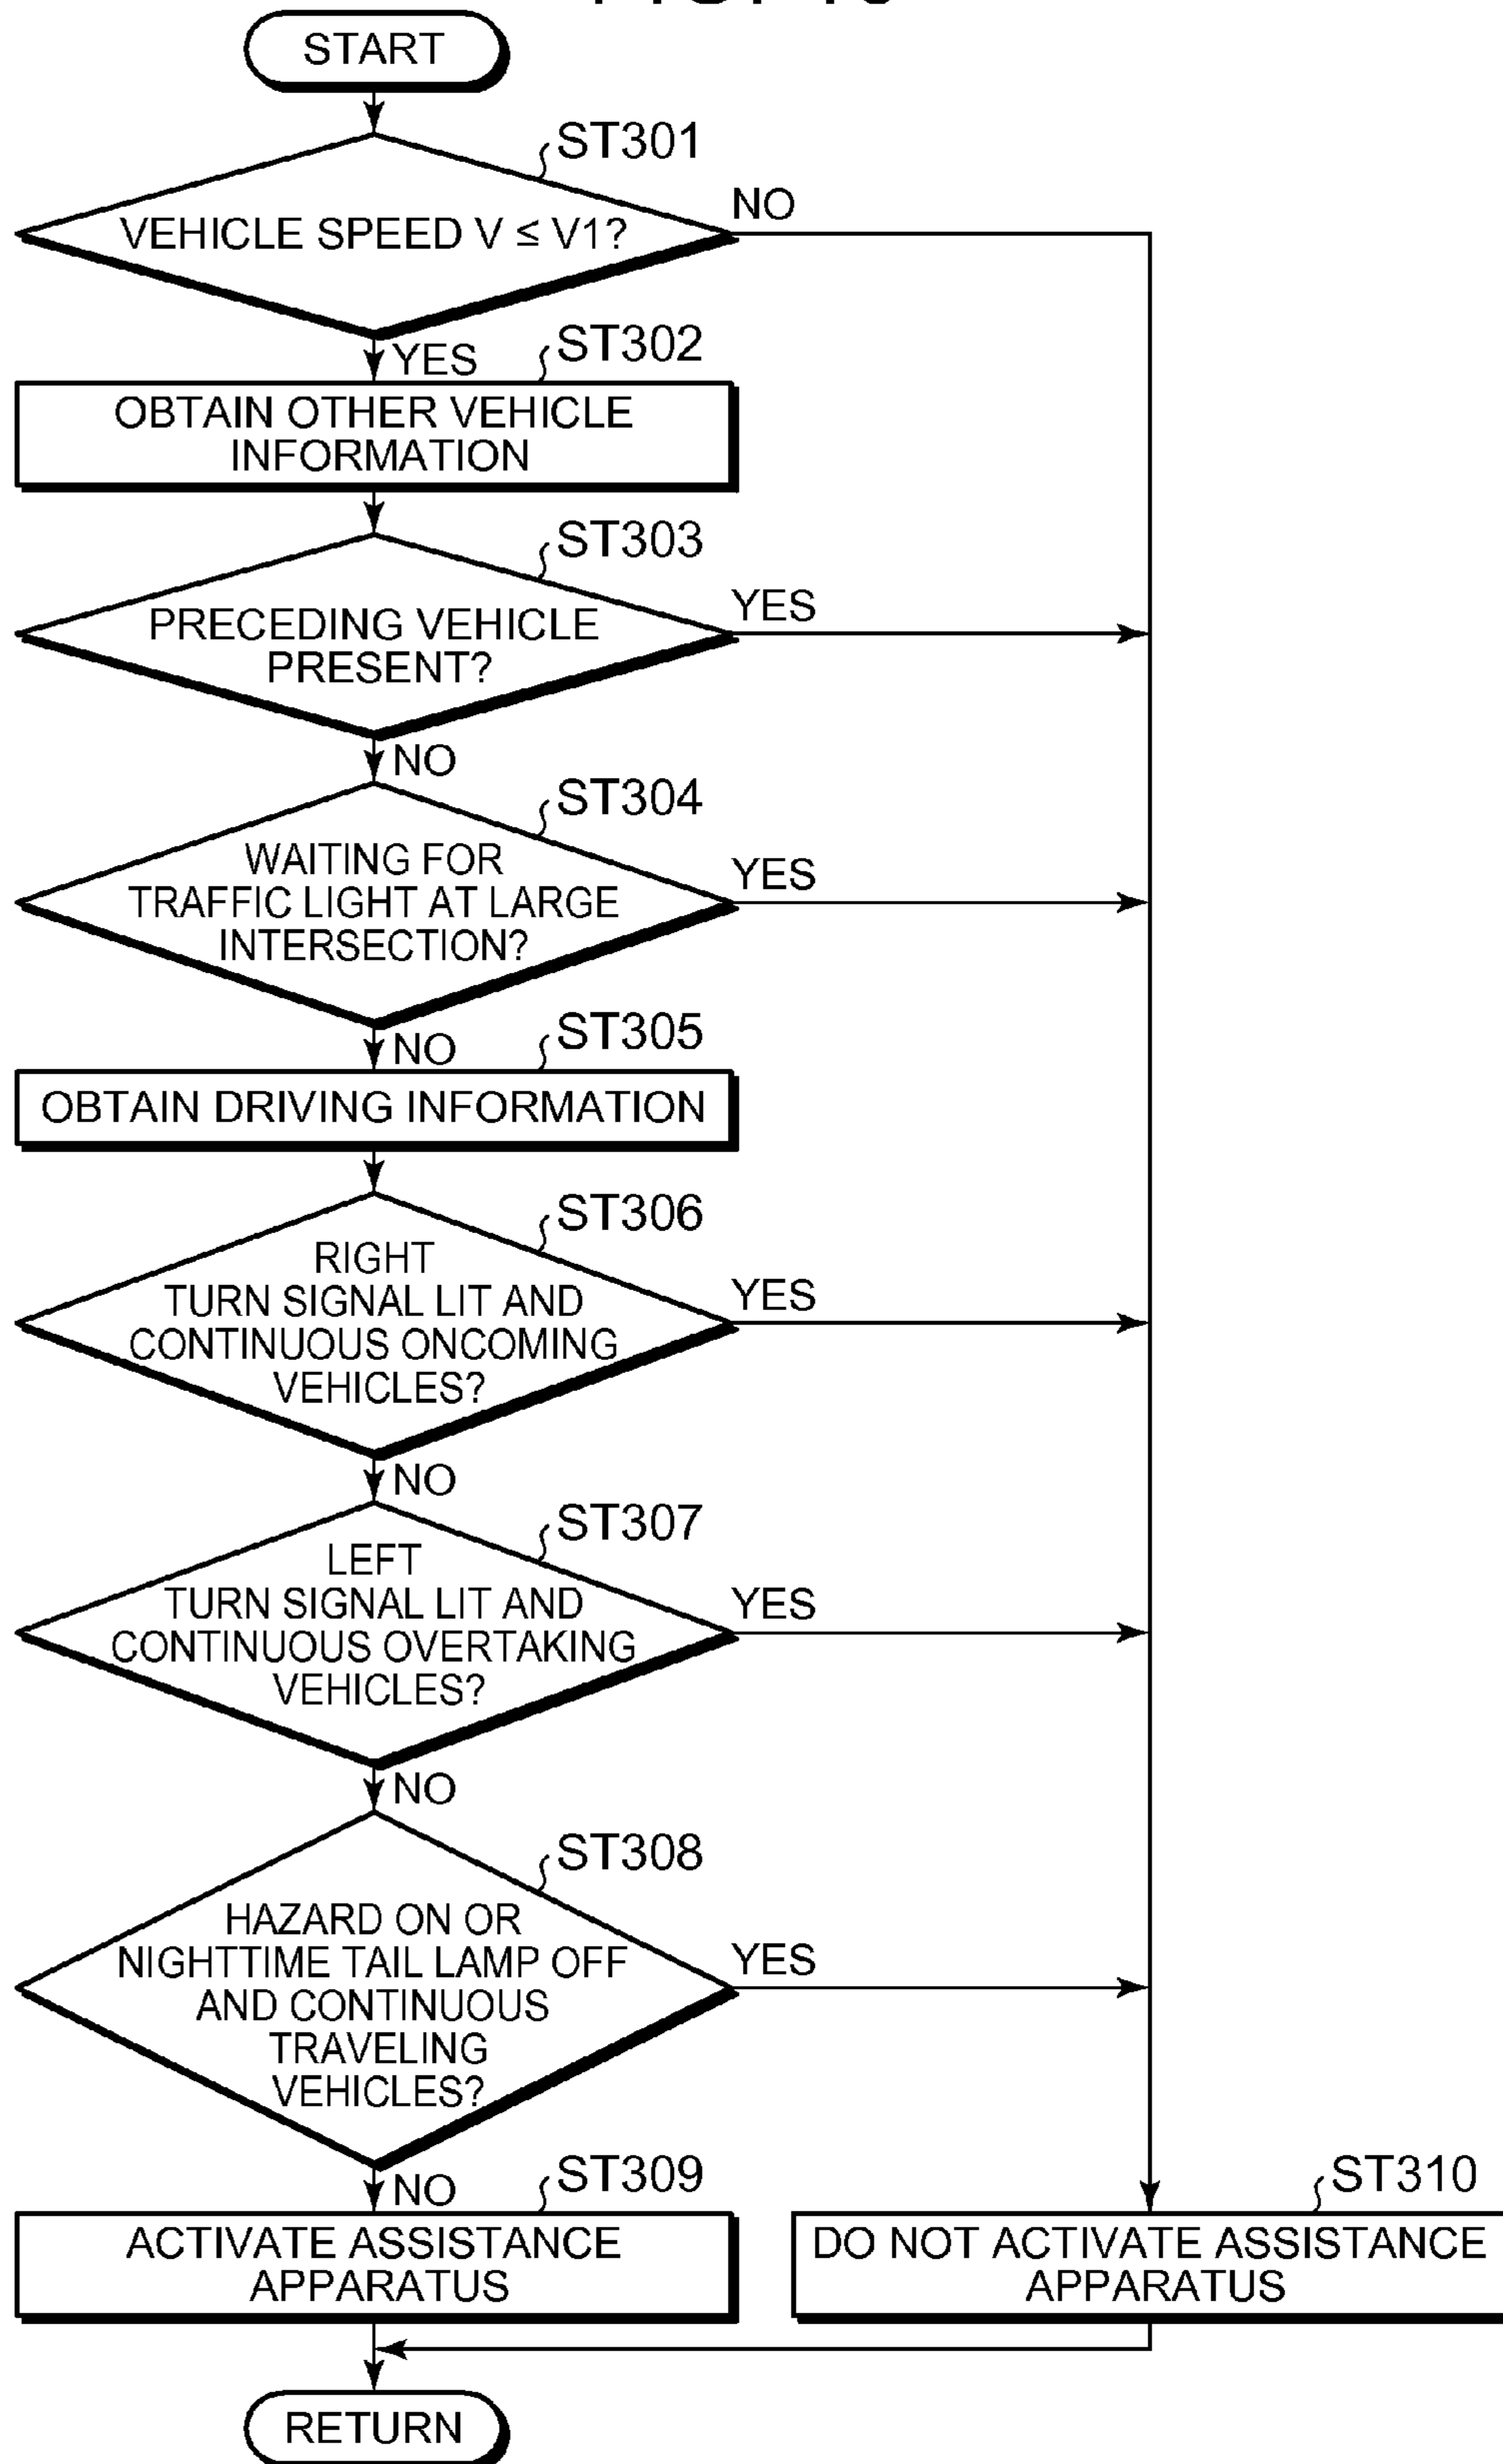 START
ST301
VEHICLE SPEED V ≤ V1?
NO
YES
ST302
OBTAIN OTHER VEHICLE
INFORMATION
ST303
PRECEDING VEHICLE
PRESENT?
YES
NO
ST304
WAITING FOR
TRAFFIC LIGHT AT LARGE
INTERSECTION?
YES
NO
ST305
OBTAIN DRIVING INFORMATION
ST306
RIGHT
TURN SIGNAL LIT AND
CONTINUOUS ONCOMING
VEHICLES?
YES
NO
ST307
LEFT
TURN SIGNAL LIT AND
CONTINUOUS OVERTAKING
VEHICLES?
YES
NO
ST308
HAZARD ON OR
NIGHTTIME TAIL LAMP OFF
AND CONTINUOUS
TRAVELING
VEHICLES?
YES
NO
ST309
ACTIVATE ASSISTANCE
APPARATUS
ST310
DO NOT ACTIVATE ASSISTANCE
APPARATUS
RETURN